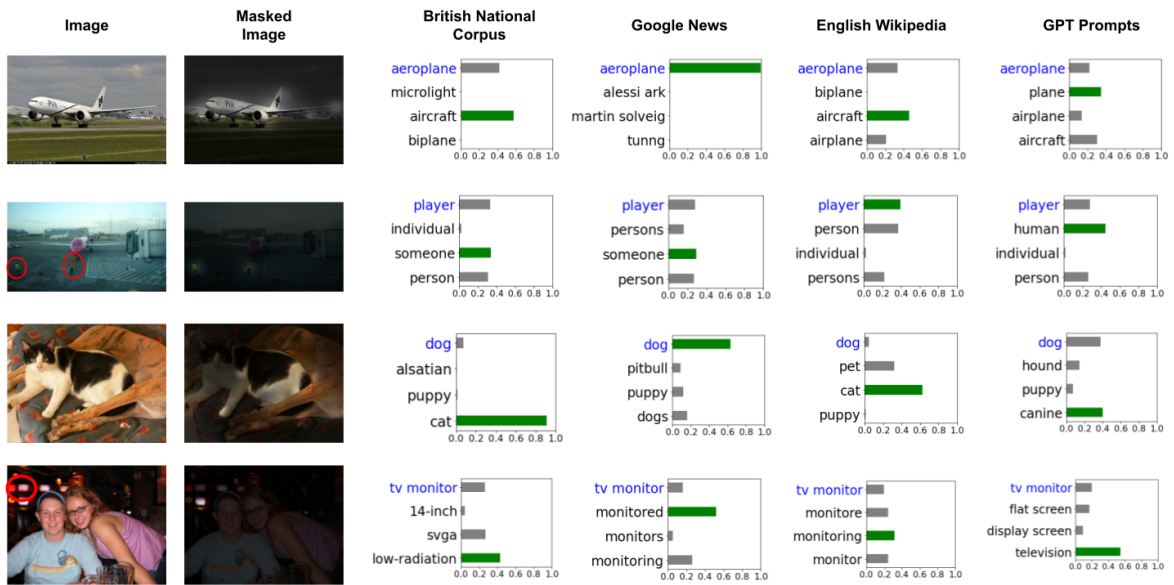 Image
Masked
Image
British National
Corpus
Google News
English Wikipedia
GPT Prompts
aeroplane
microlight
aircraft
biplane
0.0 0.2 0.4 0.6 0.8 1.0
aeroplane
alessi ark
martin solveig
tunng
0.0 0.2 0.4 0.6 0.8 1.0
aeroplane
biplane
aircraft
airplane
0.0 0.2 0.4 0.6 0.8 1.0
aeroplane
plane
airplane
aircraft
0.0 0.2 0.4 0.6 0.8 1.0
player
individual
someone
person
0.0 0.2 0.4 0.6 0.8 1.0
player
persons
someone
person
0.0 0.2 0.4 0.6 0.8 1.0
player
person
individual
persons
0.0 0.2 0.4 0.6 0.8 1.0
player
human
individual
person
0.0 0.2 0.4 0.6 0.8 1.0
dog
alsatian
puppy
cat
0.0 0.2 0.4 0.6 0.8 1.0
dog
pitbull
puppy
dogs
0.0 0.2 0.4 0.6 0.8 1.0
dog
pet
cat
puppy
0.0 0.2 0.4 0.6 0.8 1.0
dog
hound
puppy
canine
0.0 0.2 0.4 0.6 0.8 1.0
tv monitor
14-inch
svga
low-radiation
0.0 0.2 0.4 0.6 0.8 1.0
tv monitor
monitored
monitors
monitoring
0.0 0.2 0.4 0.6 0.8 1.0
tv monitor
monitore
monitoring
monitor
0.0 0.2 0.4 0.6 0.8 1.0
tv monitor
flat screen
display screen
television
0.0 0.2 0.4 0.6 0.8 1.0